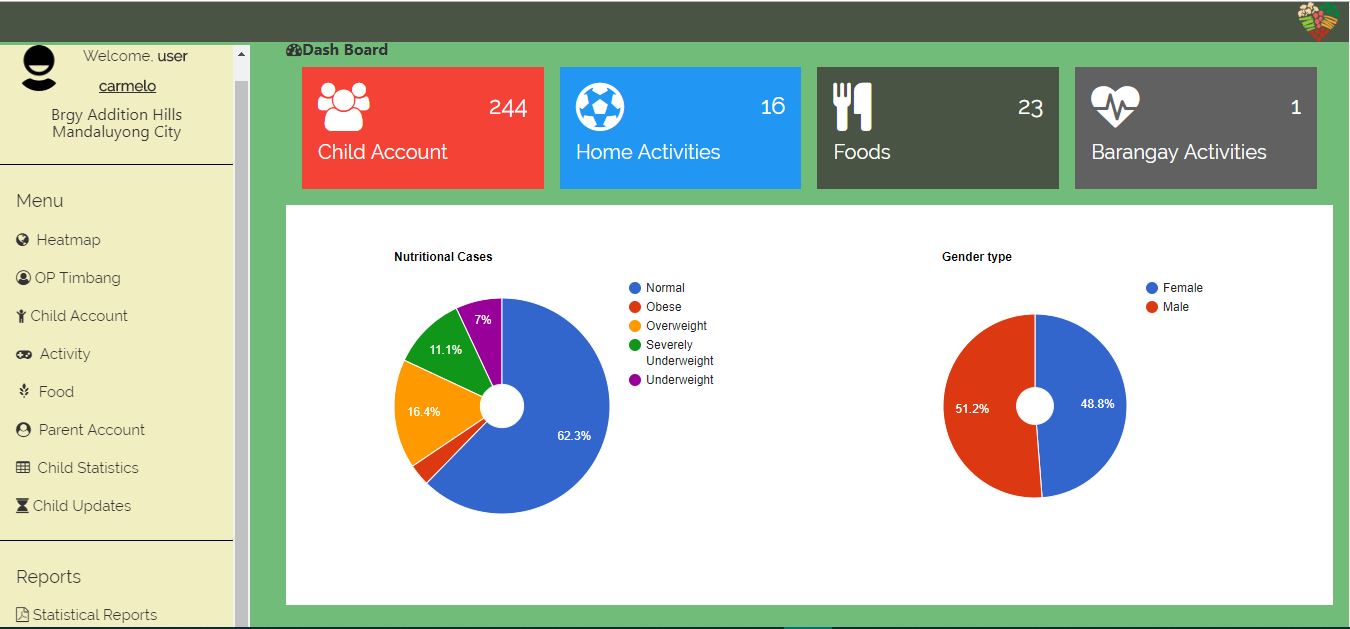 Welcome, user
carmelo
Brgy Addition Hills
Mandaluyong City
Menu
Heatmap
OP Timbang
Child Account
Activity
Food
Parent Account
Child Statistics
Child Updates
Reports
Statistical Reports
Dash Board
244
Child Account
16
Home Activities
23
Foods
1
Barangay Activities
Nutritional Cases
Normal
Obese
Overweight
Severely
Underweight
Underweight
7%
11.1%
16.4%
62.3%
Gender type
Female
Male
51.2%
48.8%